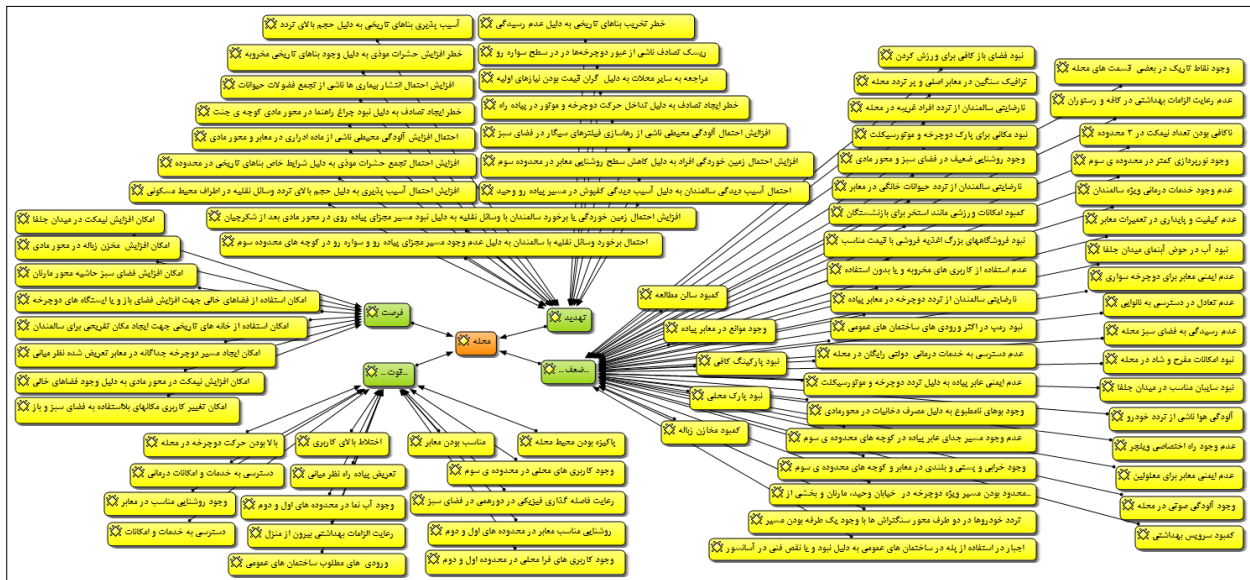 خطر تخریب بناهای تاریخی به دلیل عدم رسیدگی
آسیب پذیری بناهای تاریخی به دلیل حجم بالای تردد
ریسک تصادف ناشی از عبور دوچرخه‌ها در در سطح سواره رو
خطر افزایش حشرات موذی به دلیل وجود بناهای تاریخی مخروبه
مراجعه به سایر محلات به دلیل گران قیمت بودن نیازهای اولیه
افزایش احتمال انتشار بیماری ها ناشی از تجمع فضولات حیوانات
خطر ایجاد تصادف به دلیل تداخل حرکت دوچرخه و موتور در پیاده راه
خطر ایجاد تصادف به دلیل نبود چراغ راهنما در محور مادی کوچه ی جنت
افزاایش احتمال آلودگی محیطی ناشی از رهاسازی فیلترهای سیگار در فضای سبز
احتمال افزایش آلودگی محیطی ناشی از ماده ادراری در معابر و محور مادی
افزایش احتمال زمین خوردگی افراد به دلیل کاهش سطح روشنایی معابر در محدوده سوم
احتمال تجمع حشرات موذی به دلیل شرایط خاص بناهای تاریخی در محدوده
احتمال آسیب دیدگی سالمندان به دلیل آسیب دیدگی کفپوش در مسیر پیاده رو وحید
افزایش احتمال آسیب پذیری به دلیل حجم بالای تردد وسائل نقلیه در اطراف محیط مسکونی
افزایش احتمال زمین خوردگی یا برخورد سالمندان با وسائل نقلیه به دلیل نبود مسیر مجزای پیاده روی در محور مادی بعد از شکرچیان
احتمال برخورد وسائل نقلیه با سالمندان به دلیل عدم وجود مسیر مجزای پیاده رو و سواره رو در کوچه های محدوده سوم
تهدید
محله
فرصت
قوت...
ضعف...
امکان افزایش نیمکت در میدان جلفا
امکان افزایش مخزن زباله در محور مادی
امکان افزایش فضای سبز حاشیه محور مارنان
امکان استفاده از فضاهای خالی جهت افزایش فضای باز و یا ایستگاه های دوچرخه
امکان استفاده از خانه های تاریخی جهت ایجاد مکان تفریحی برای سالمندان
امکان ایجاد مسیر دوچرخه جداگانه در معابر تعریض شده نظر میانی
امکان افزایش نیمکت در محور مادی به دلیل وجود فضاهای خالی
امکان تغییر کاربری مکانهای بلااستفاده به فضای سبز و باز
پاکیزه بودن محیط محله
مناسب بودن معابر
اختلاط بالای کاربری
بالا بودن حرکت دوچرخه در محله
وجود کاربری های محلی در محدوده ی سوم
تعریض پیاده راه نظر میانی
دسترسی به خدمات و امکانات درمانی
رعایت فاصله گذاری فیزیکی در دورهمی در فضای سبز
وجود آب نما در محدوده های اول و دوم
وجود روشنایی مناسب در معابر
روشنایی مناسب معابر در محدوده های اول و دوم
رعایت الزامات بهداشتی بیرون از منزل
دسترسی به خدمات و امکانات
وجود کاربری های فرا محلی در محدوده اول و دوم
ورودی های مطلوب ساختمان های عمومی
نبود فضای باز کافی برای ورزش کردن
ترافیک سنگین در معابر اصلی و پر تردد محله
نارضایتی سالمندان از تردد افراد غریبه در محله
نبود مکانی برای پارک دوچرخه و موتورسیکلت
وجود روشنایی ضعیف در فضای سبز و محور مادی
نارضایتی سالمندان از تردد حیوانات خانگی در معابر
کمبود امکانات ورزشی مانند استخر برای بازنشستگان
نبود فروشگاههای بزرگ اغذیه فروشی با قیمت مناسب
عدم استفاده از کاربری های مخروبه و یا بدون استفاده
نارضایتی سالمندان از تردد دوچرخه در معابر پیاده
نبود رمپ در اکثر ورودی های ساختمان های عمومی
عدم دسترسی به خدمات درمانی دولتی رایگان در محله
عدم ایمنی عابر پیاده به دلیل تردد دوچرخه و موتورسیکلت
وجود بوهای نامطبوع به دلیل مصرف دخانیات در محورمادی
عدم وجود مسیر جدای عابر پیاده در کوچه های محدوده ی سوم
وجود خرابی و پستی و بلندی در معابر و کوچه های محدوده ی سوم
محدود بودن مسیر ویژه دوچرخه در خیابان وحید، مارنان و بخشی از...
تردد خودروها در دو طرف محور سنگتراش ها با وجود یک طرفه بودن مسیر
اجبار در استفاده از پله در ساختمان های عمومی به دلیل نبود و یا نقص فنی در آسانسور
کمبود سالن مطالعه
وجود موانع در معابر پیاده
نبود پارکینگ کافی
نبود پارک محلی
کمبود مخازن زباله
وجود نقاط تاریک در بعضی قسمت های محله
عدم رعایت الزامات بهداشتی در کافه و رستوران
ناکافی بودن تعداد نیمکت در ۳ محدوده
وجود نورپردازی کمتر در محدوده ی سوم
عدم وجود خدمات درمانی ویژه سالمندان
عدم کیفیت و پایداری در تعمیرات معابر
نبود آب در حوض آبنمای میدان جلفا
عدم ایمنی معابر برای دوچرخه سواری
عدم تعادل در دسترسی به نانوایی
عدم رسیدگی به فضای سبز محله
نبود امکانات مفرح و شاد در محله
نبود سایبان مناسب در میدان جلفا
آلودگی هوا ناشی از تردد خودرو
عدم وجود راه اختصاصی ویلچر
عدم ایمنی معابر برای معلولین
وجود آلودگی صوتی در محله
کمبود سرویس بهداشتی